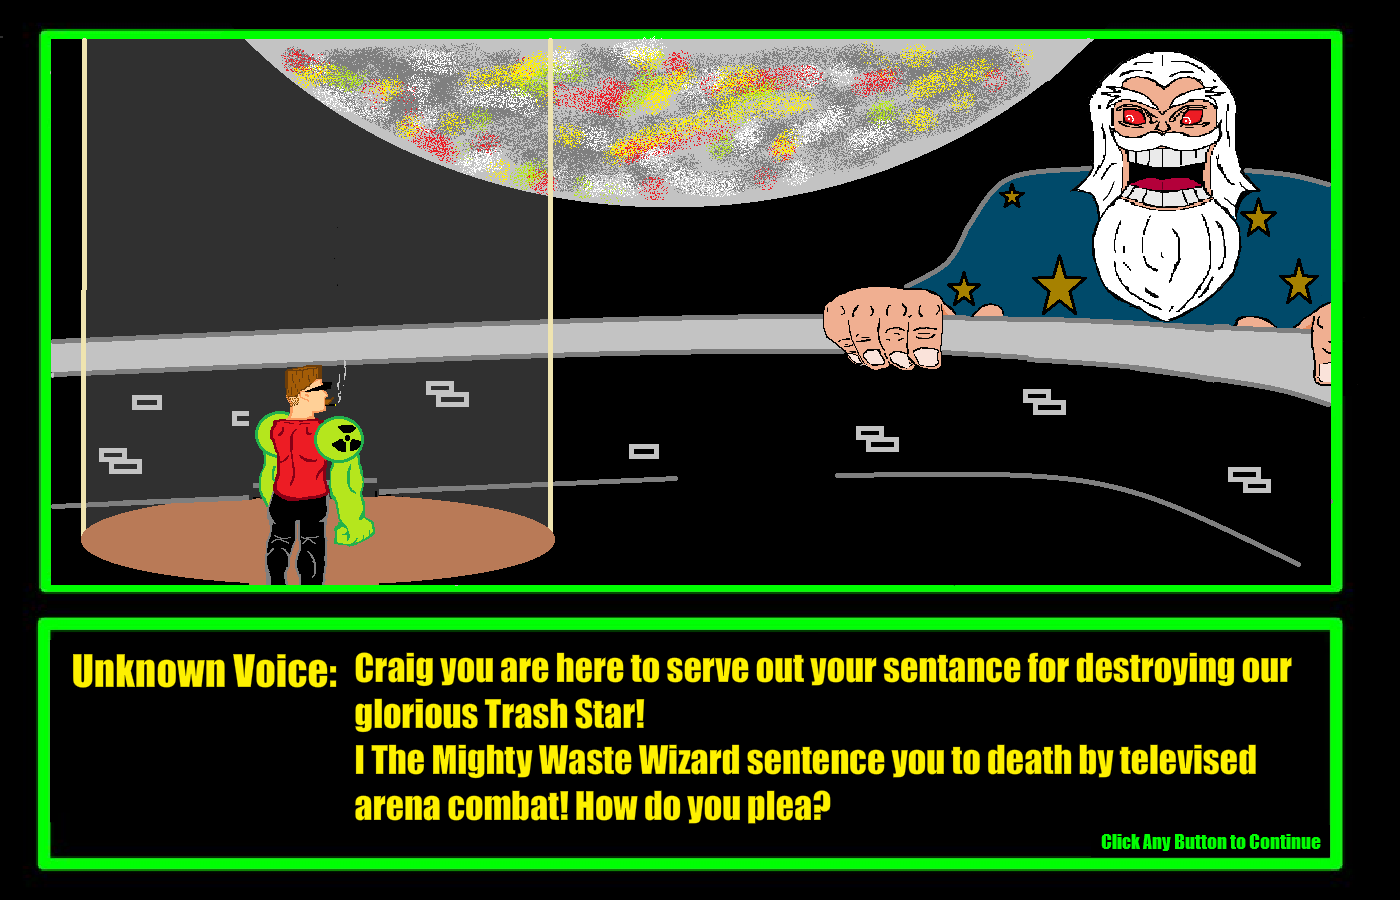 Unknown Voice: Craig you are here to serve out your sentance for destroying our
glorious Trash Star!
I The Mighty Waste Wizard sentence you to death by televised
arena combat! How do you plea?
Click Any Button to Continue